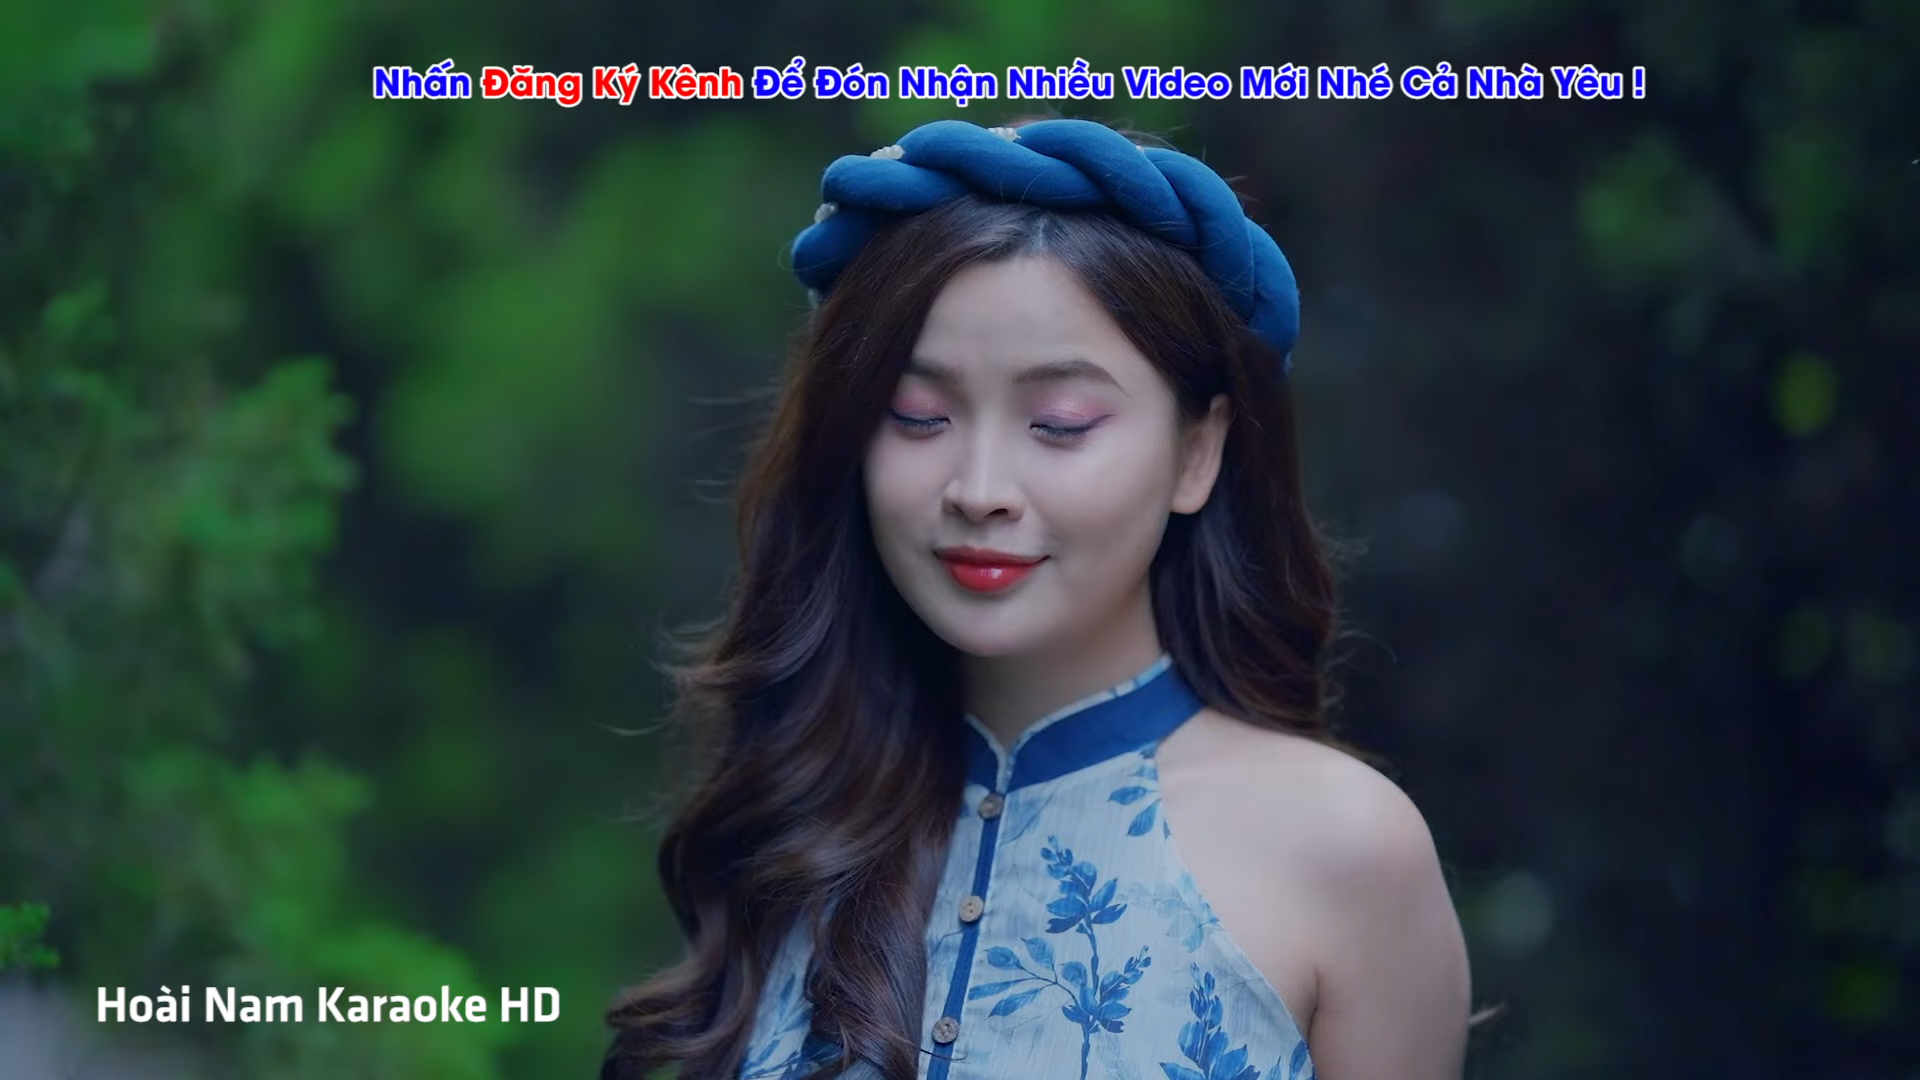 Nhấn Đăng Ký Kênh Để Đón Nhận Nhiều Video Mới Nhé Cả Nhà Yêu !
Hoài Nam Karaoke HD